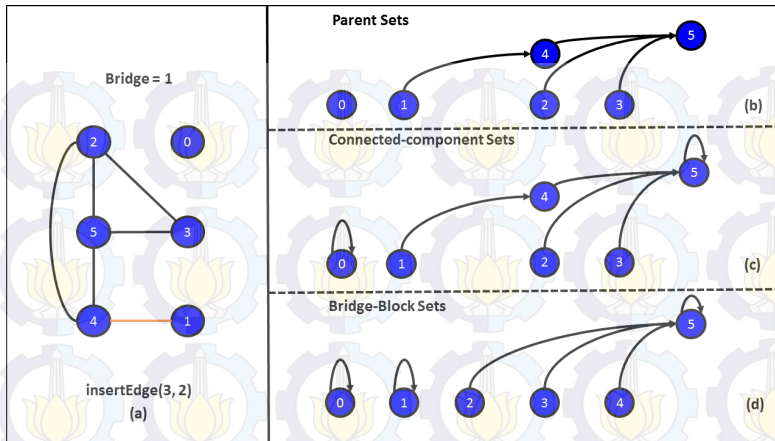 Bridge = 1
2
0
5
3
4
1
insertEdge(3, 2)
(a)
Parent Sets
5
4
0
1
2
3
(b)
Connected-component Sets
5
4
0
1
2
3
(c)
Bridge-Block Sets
5
0
1
2
3
4
(d)